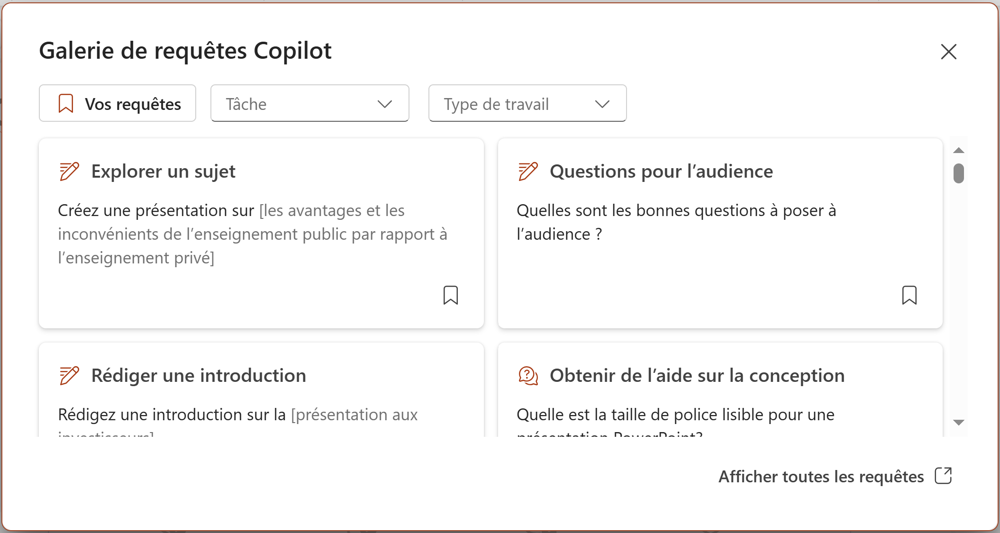 Galerie de requêtes Copilot
Vos requêtes
Tâche
Type de travail
Explorer un sujet
Créez une présentation sur [les avantages et les
inconvénients de l’enseignement public par rapport à
l’enseignement privé]
Questions pour l’audience
Quelles sont les bonnes questions à poser à
l’audience ?
Rédiger une introduction
Rédigez une introduction sur la [présentation aux
investisseurs]
Obtenir de l’aide sur la conception
Quelle est la taille de police lisible pour une
présentation PowerPoint?
Afficher toutes les requêtes